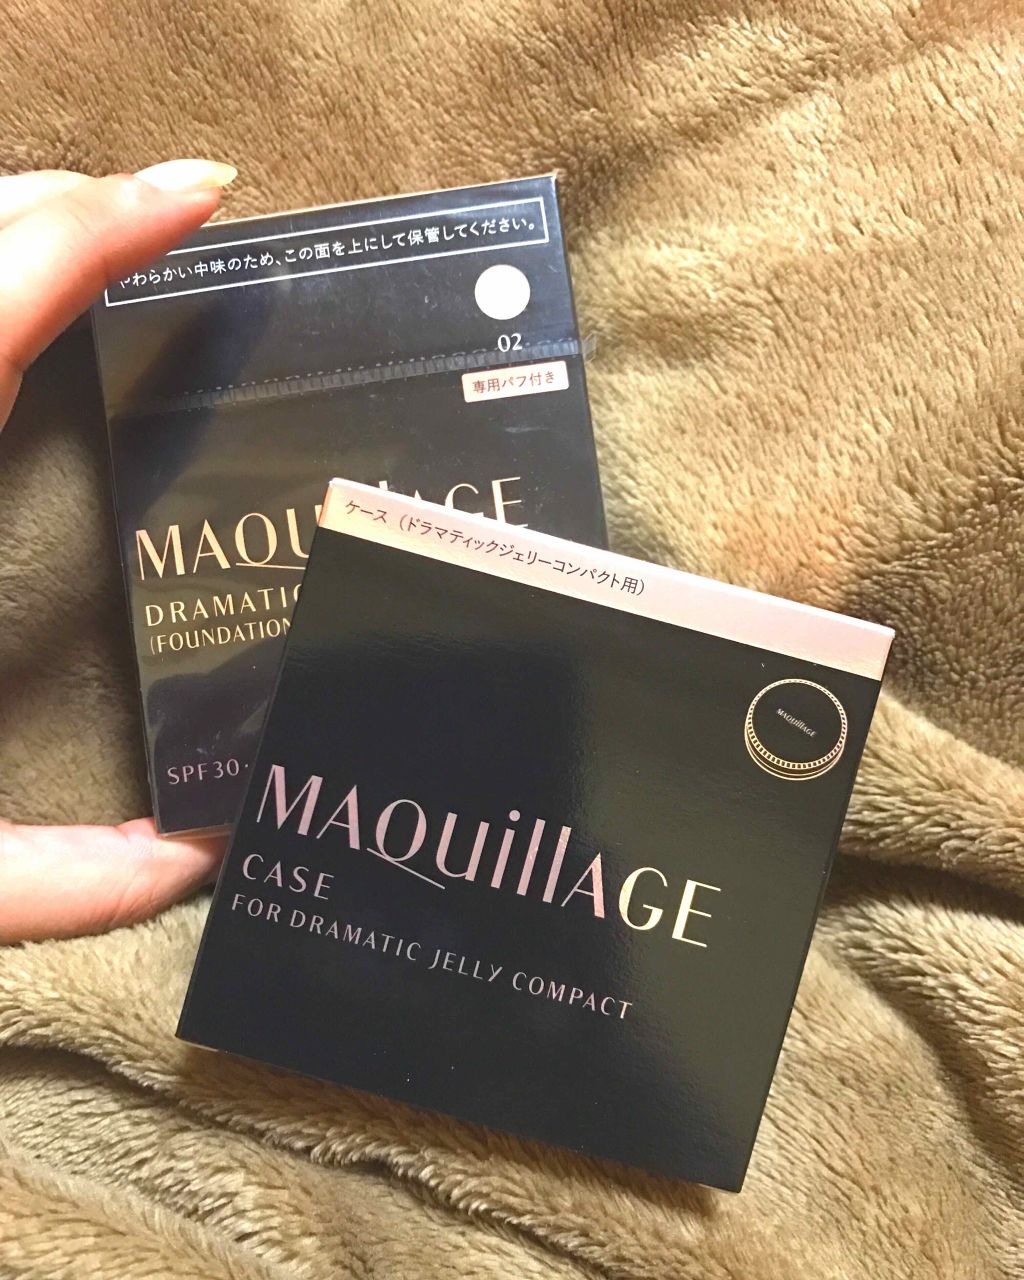 やわらかい中味のため、この面を上にして保管してください。
02
専用パフ付き
DRAMATIC
(FOUNDATION
SPF30・
ケース（ドラマティックジェリーコンパクト用）
MAQuillAGE
MAQuillAGE
CASE
FOR DRAMATIC JELLY COMPACT